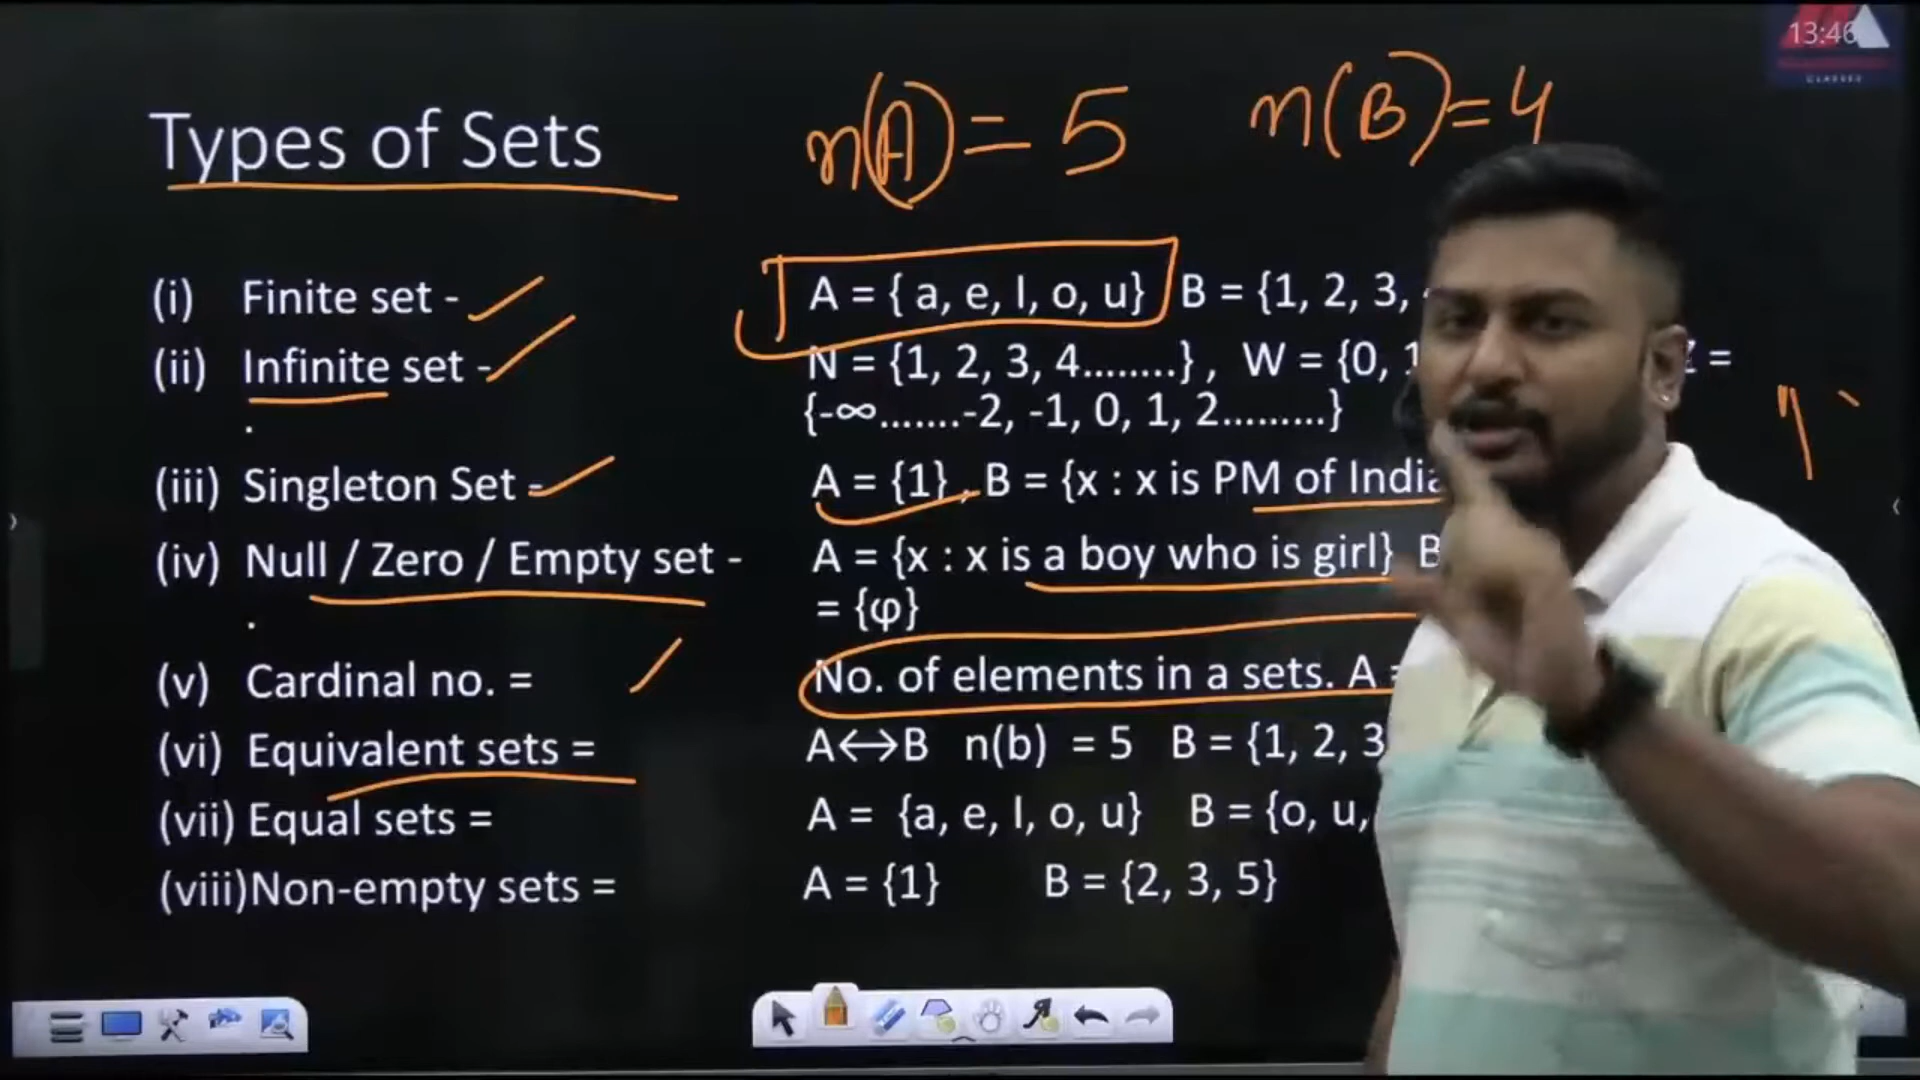 13:46
CLASSES
n(A) = 5 n(B) = 4
Types of Sets
(i) Finite set - A = { a, e, I, o, u} B = {1, 2, 3,
(ii) Infinite set - N = {1, 2, 3, 4........} , W = {0, 1 Z =
. {-∞.......-2, -1, 0, 1, 2.........}
(iii) Singleton Set - A = {1} , B = {x : x is PM of India
(iv) Null / Zero / Empty set - A = {x : x is a boy who is girl} B
. = {φ}
(v) Cardinal no. = No. of elements in a sets. A =
(vi) Equivalent sets = A↔B n(b) = 5 B = {1, 2, 3
(vii) Equal sets = A = {a, e, I, o, u} B = {o, u,
(viii)Non-empty sets = A = {1} B = {2, 3, 5}